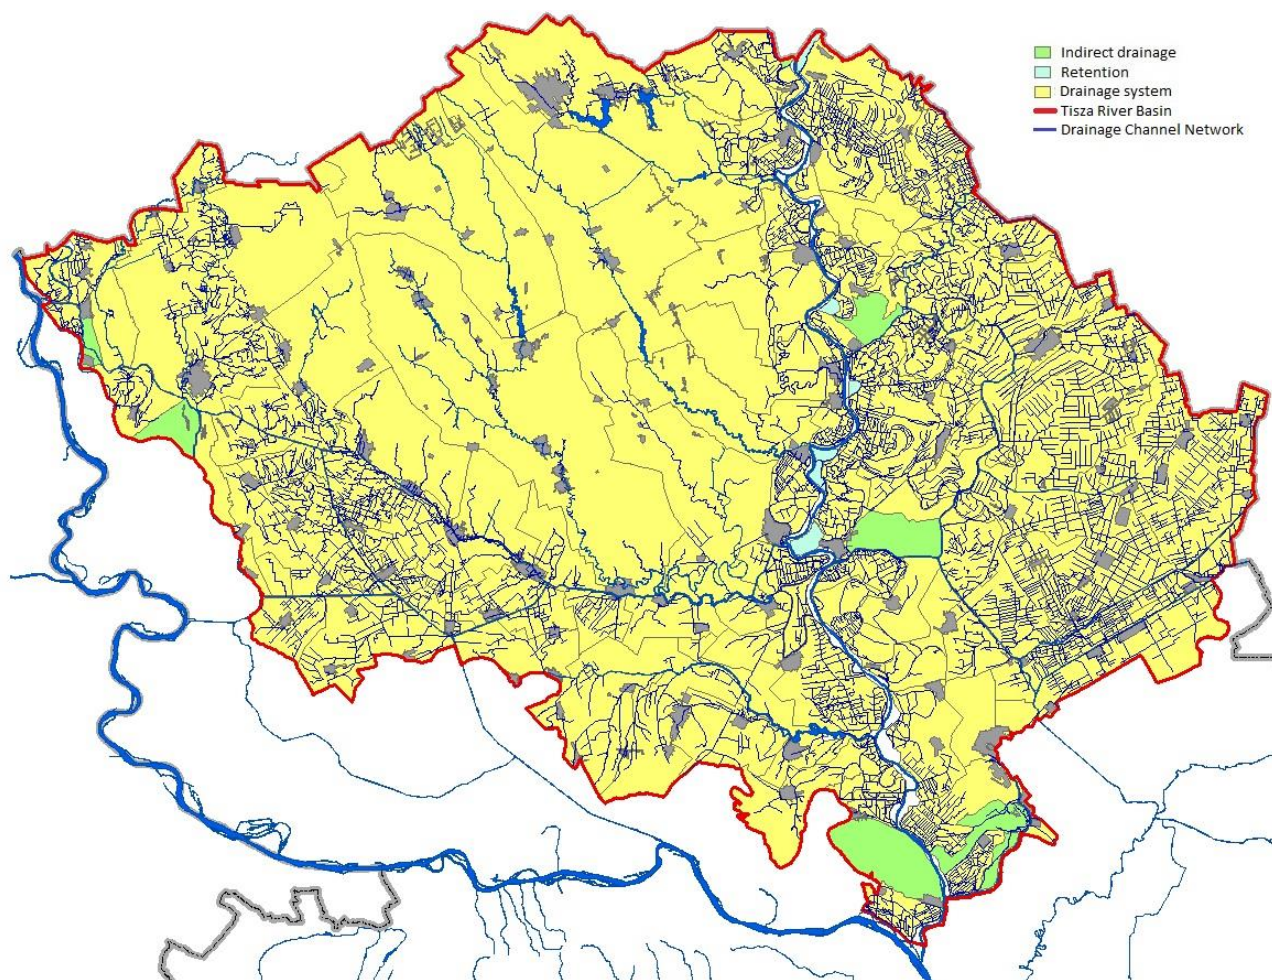 Indirect drainage
Retention
Drainage system
Tisza River Basin
Drainage Channel Network